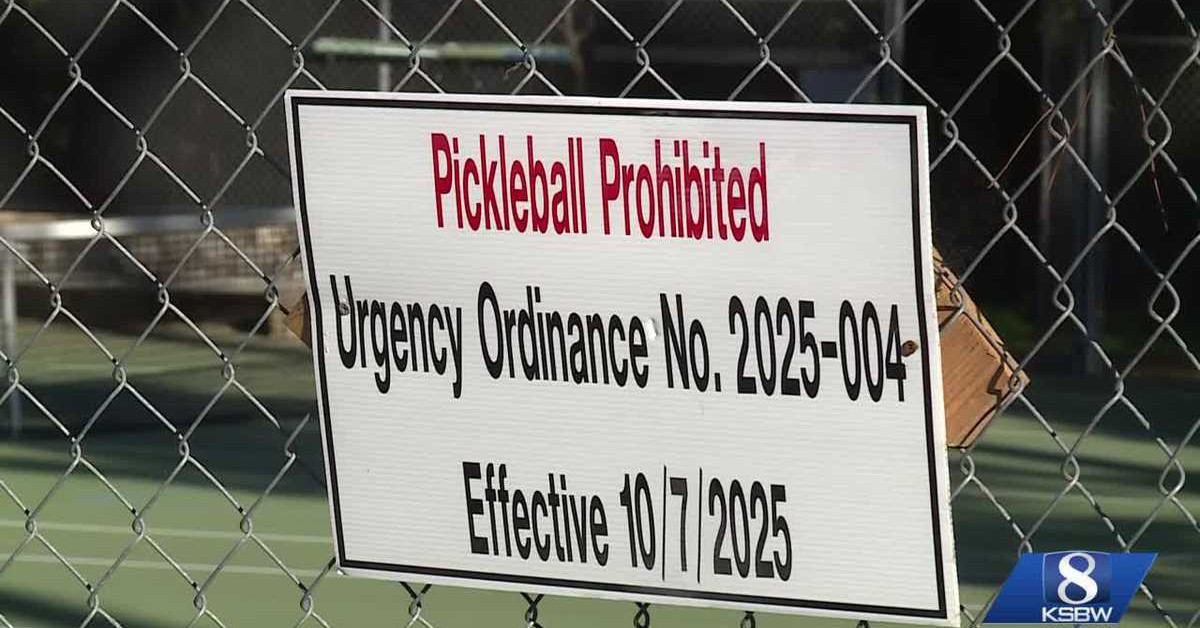 Pickleball Prohibited
Urgency Ordinance No. 2025-004
Effective 10/7/2025
8
KSBW